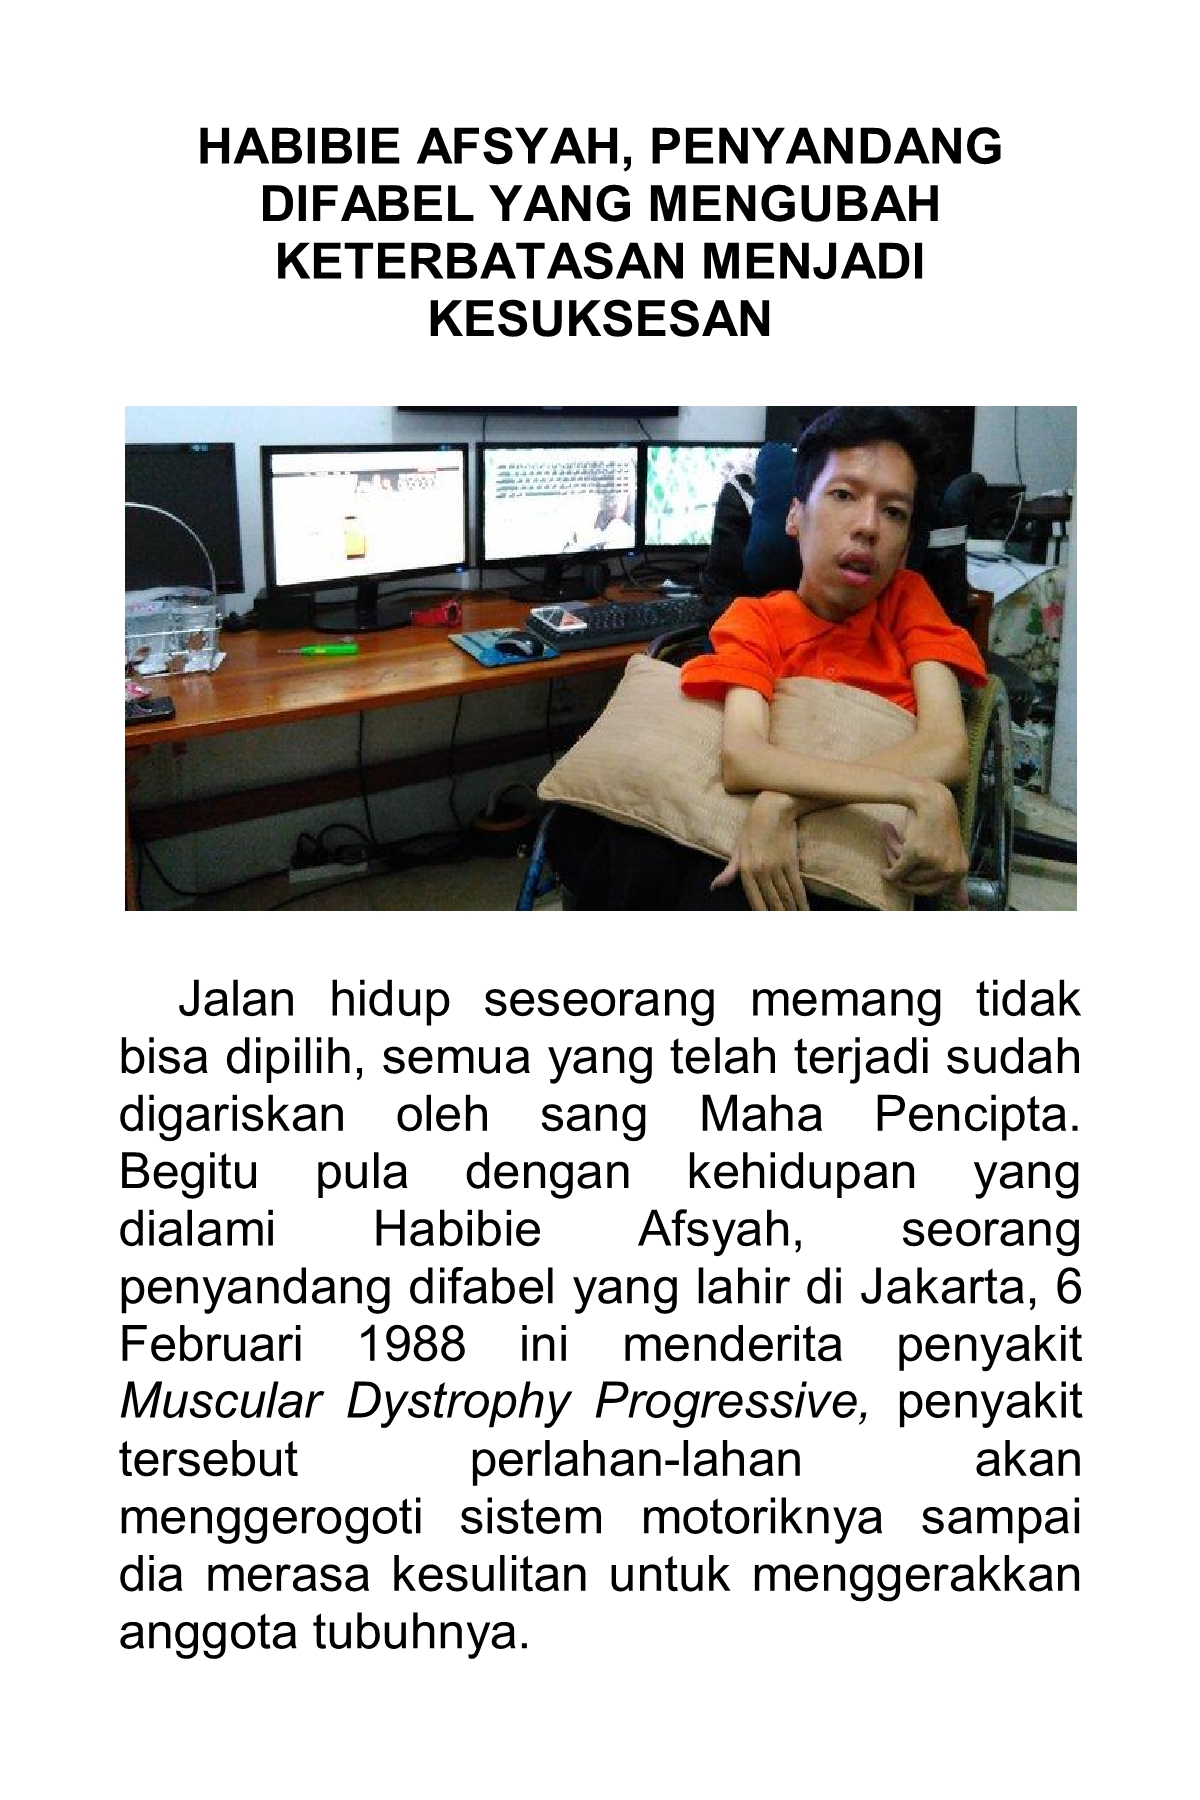 HABIBIE AFSYAH, PENYANDANG
DIFABEL YANG MENGUBAH
KETERBATASAN MENJADI
KESUKSESAN
Jalan hidup seseorang memang tidak
bisa dipilih, semua yang telah terjadi sudah
digariskan oleh sang Maha Pencipta.
Begitu pula dengan kehidupan yang
dialami Habibie Afsyah, seorang
penyandang difabel yang lahir di Jakarta, 6
Februari 1988 ini menderita penyakit
Muscular Dystrophy Progressive, penyakit
tersebut perlahan-lahan akan
menggerogoti sistem motoriknya sampai
dia merasa kesulitan untuk menggerakkan
anggota tubuhnya.